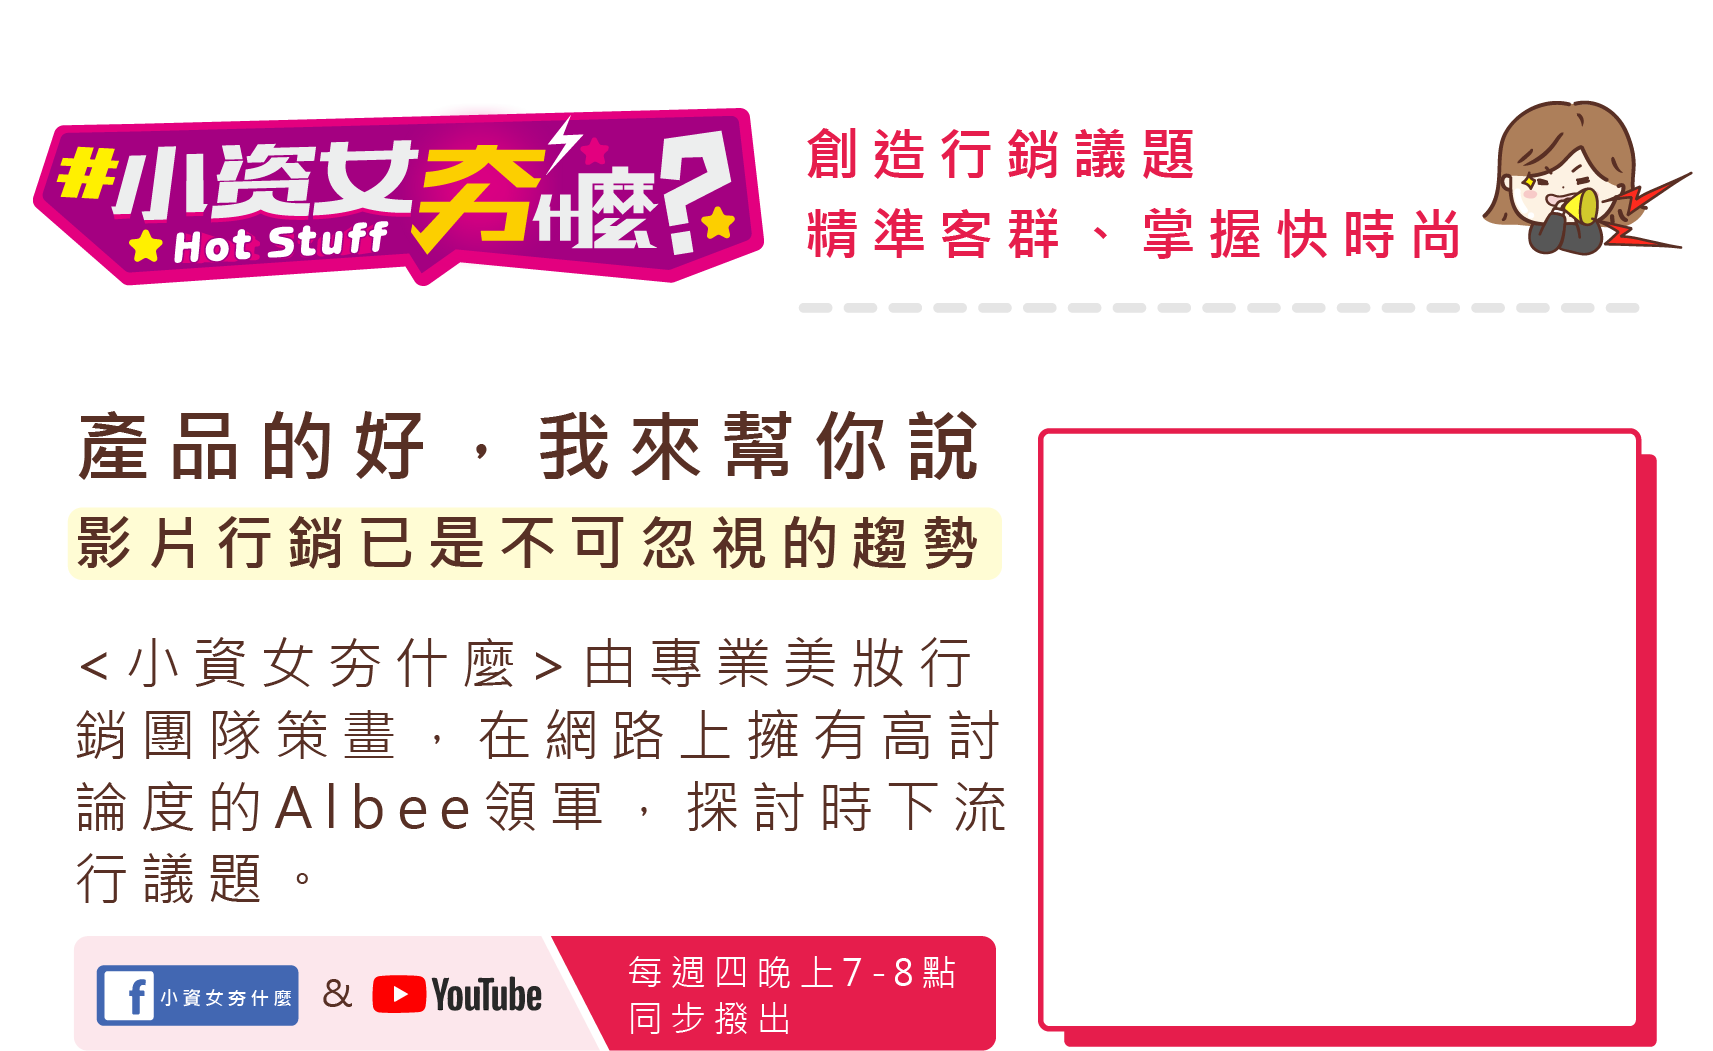 #小資女夯什麼?
Hot Stuff
創造行銷議題
精準客群、掌握快時尚
產品的好，我來幫你說
影片行銷已是不可忽視的趨勢
<小資女夯什麼>由專業美妝行
銷團隊策畫，在網路上擁有高討
論度的Albee領軍，探討時下流
行議題。
f 小資女夯什麼 & YouTube
每週四晚上7-8點
同步撥出